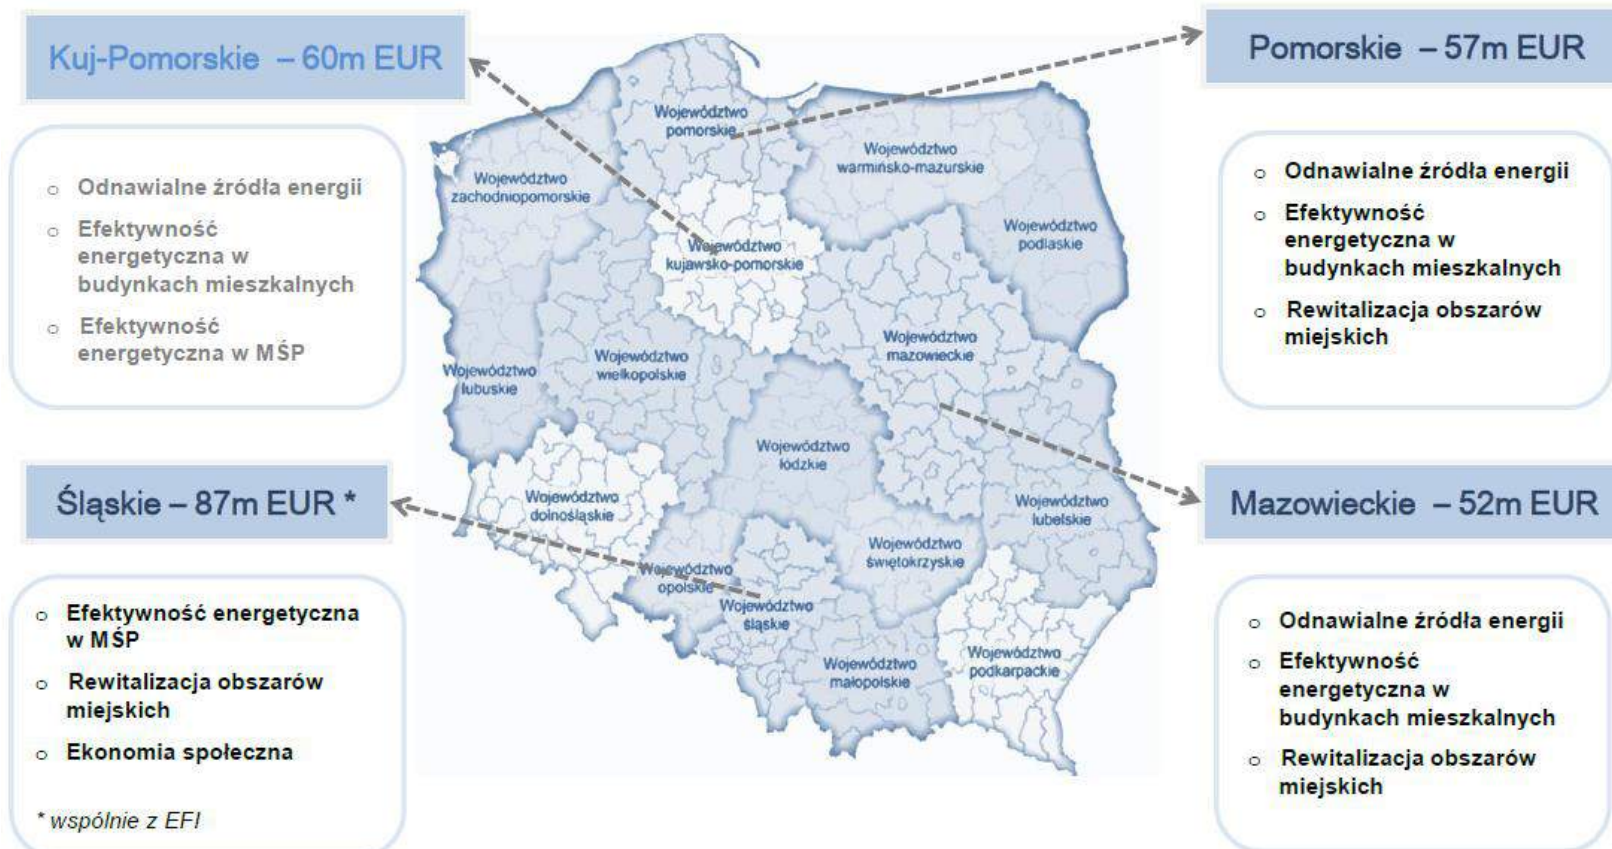 Kuj-Pomorskie – 60m EUR
o Odnawialne źródła energii
o Efektywność
energetyczna w
budynkach mieszkalnych
o Efektywność
energetyczna w MŚP
Śląskie – 87m EUR *
o Efektywność energetyczna
w MŚP
o Rewitalizacja obszarów
miejskich
o Ekonomia społeczna
* wspólnie z EFI
Województwo
pomorskie
Województwo
warmińsko-mazurskie
Województwo
zachodniopomorskie
Województwo
podlaskie
Województwo
kujawsko-pomorskie
Województwo
mazowieckie
Województwo
wielkopolskie
Województwo
lubuskie
Województwo
łódzkie
Województwo
dolnośląskie
Województwo
lubelskie
Województwo
świętokrzyskie
Województwo
opolskie
Województwo
śląskie
Województwo
małopolskie
Województwo
podkarpackie
Pomorskie – 57m EUR
o Odnawialne źródła energii
o Efektywność
energetyczna w
budynkach mieszkalnych
o Rewitalizacja obszarów
miejskich
Mazowieckie – 52m EUR
o Odnawialne źródła energii
o Efektywność
energetyczna w
budynkach mieszkalnych
o Rewitalizacja obszarów
miejskich